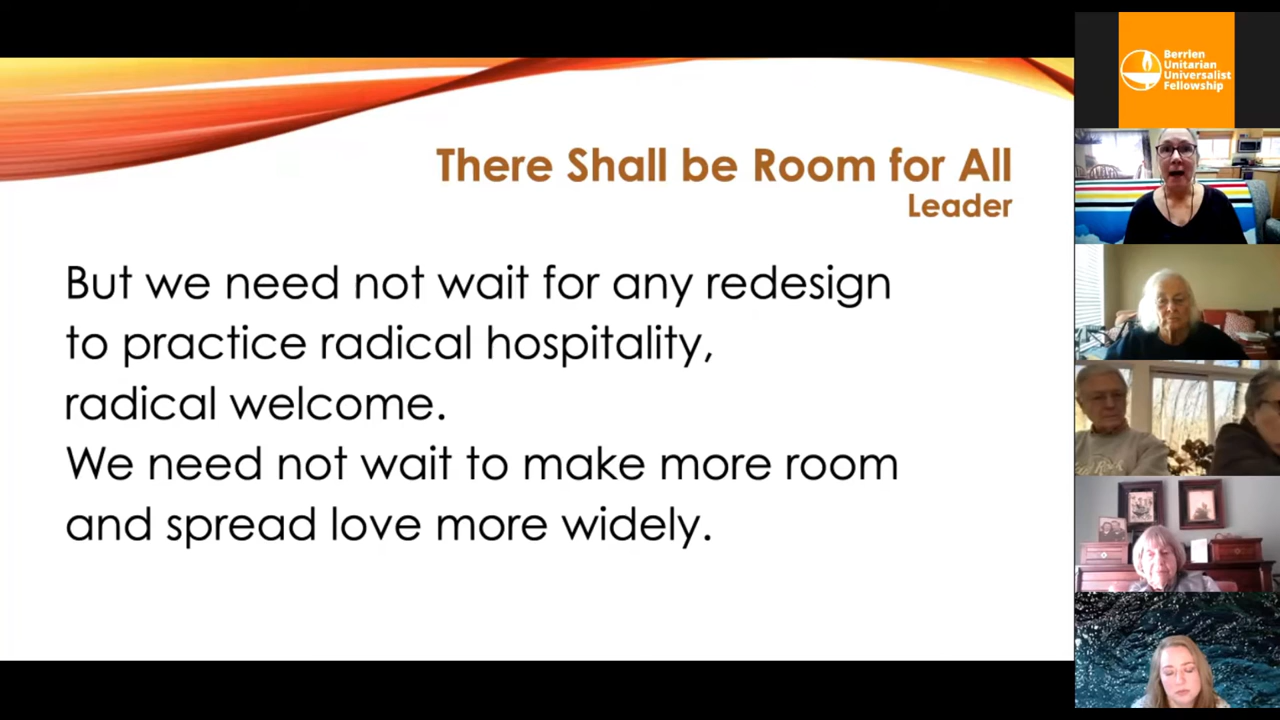 There Shall be Room for All
Leader
But we need not wait for any redesign
to practice radical hospitality,
radical welcome.
We need not wait to make more room
and spread love more widely.
Berrien
Unitarian
Universalist
Fellowship